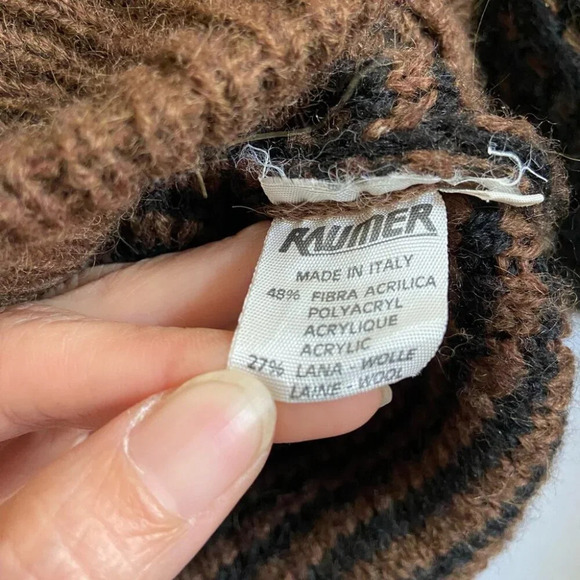 RAUMER
MADE IN ITALY
48% FIBRA ACRILICA
POLYACRYL
ACRYLIQUE
ACRYLIC
27% LANA - WOLLE
LAINE - WOOL